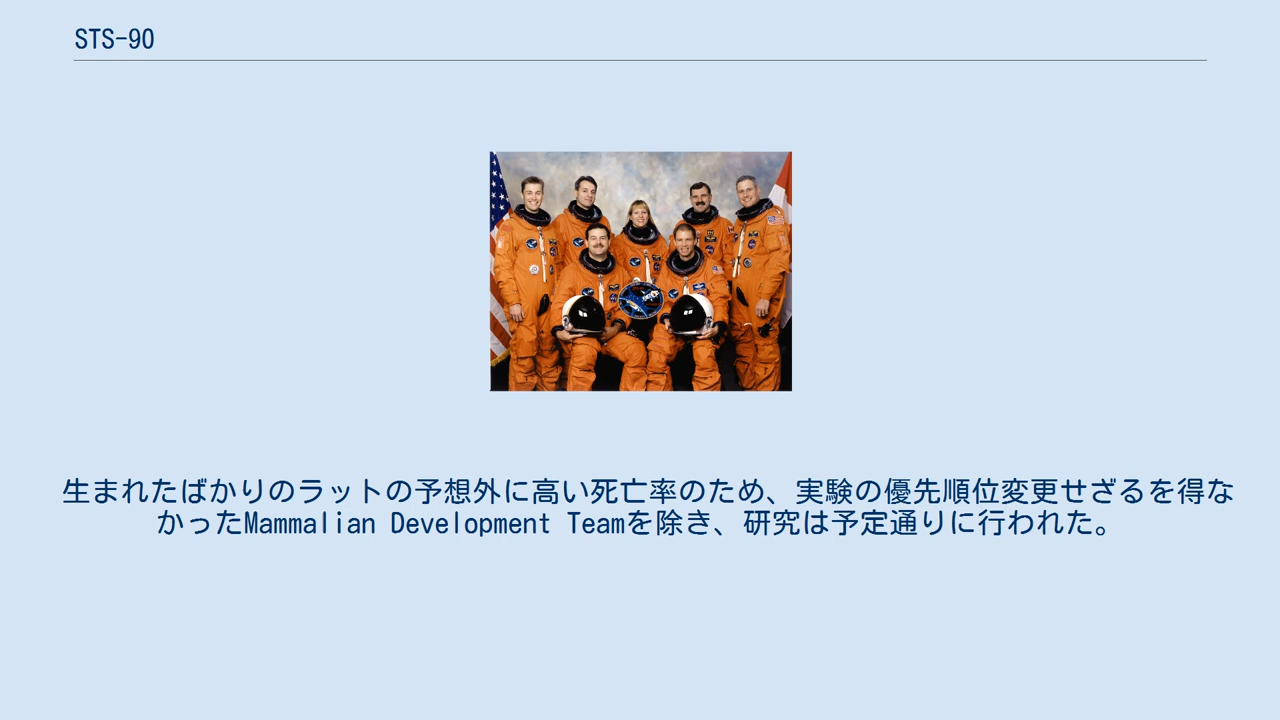 STS-90
生まれたばかりのラットの予想外に高い死亡率のため、実験の優先順位変更せざるを得な
かったMammalian Development Teamを除き、研究は予定通りに行われた。